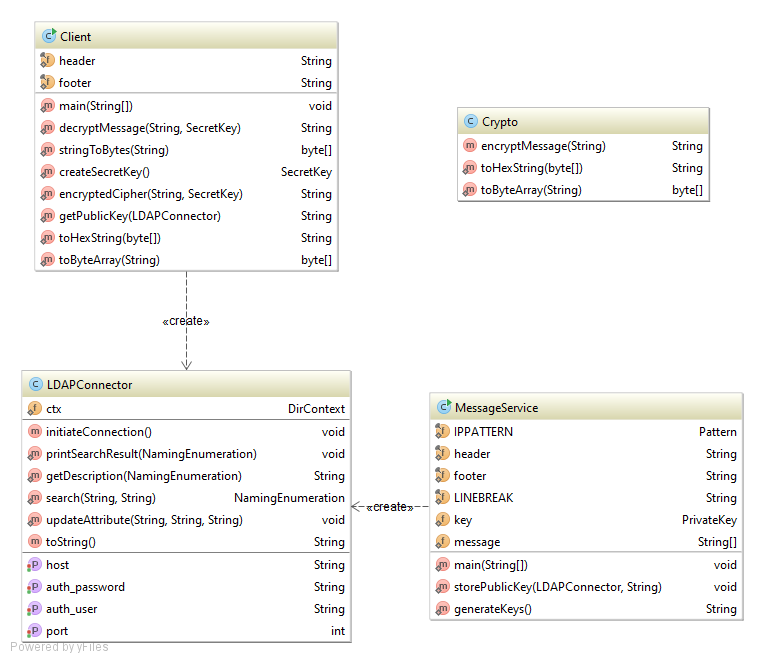 Client
header String
footer String
main(String[]) void
decryptMessage(String, SecretKey) String
stringToBytes(String) byte[]
createSecretKey() SecretKey
encryptedCipher(String, SecretKey) String
getPublicKey(LDAPConnector) String
toHexString(byte[]) String
toByteArray(String) byte[]
Crypto
encryptMessage(String) String
toHexString(byte[]) String
toByteArray(String) byte[]
«create»
LDAPConnector
ctx DirContext
initiateConnection() void
printSearchResult(NamingEnumeration) void
getDescription(NamingEnumeration) String
search(String, String) NamingEnumeration
updateAttribute(String, String, String) void
toString() String
host String
auth_password String
auth_user String
port int
«create»
MessageService
IPPATTERN Pattern
header String
footer String
LINEBREAK String
key PrivateKey
message String[]
main(String[]) void
storePublicKey(LDAPConnector, String) void
generateKeys() String
Powered by yFiles